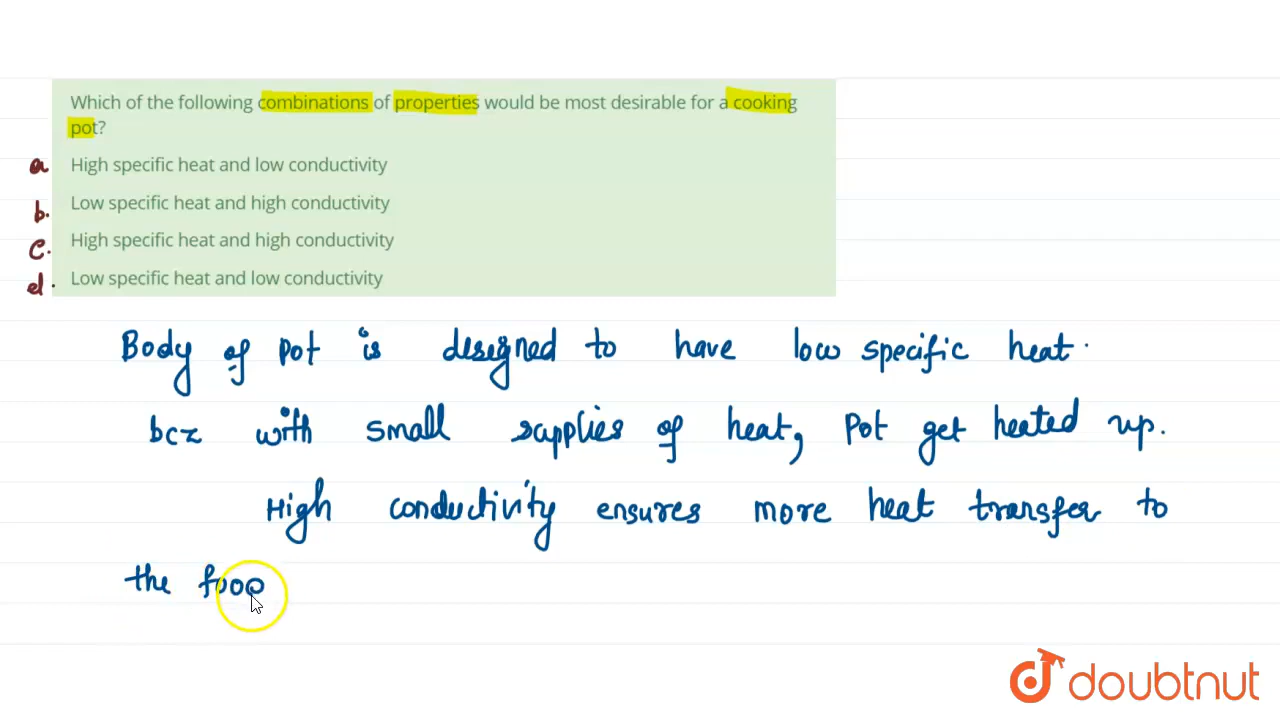 Which of the following combinations of properties would be most desirable for a cooking
pot?
a High specific heat and low conductivity
b. Low specific heat and high conductivity
c. High specific heat and high conductivity
d. Low specific heat and low conductivity
Body of pot is designed to have low specific heat.
bcz with small supplies of heat, Pot get heated up.
High conductivity ensures more heat transfer to
the foo
doubtnut